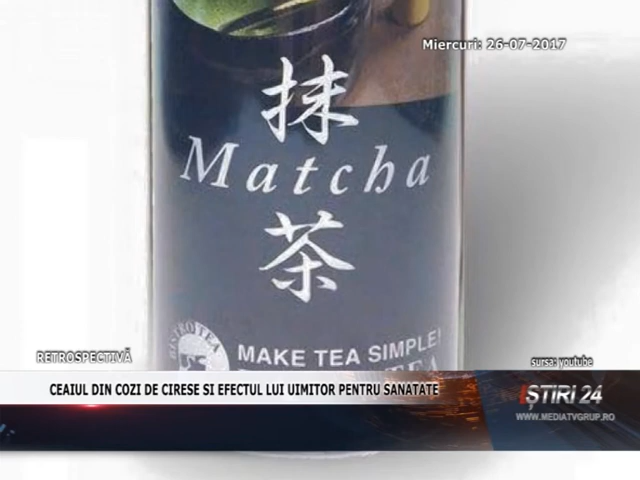 Miercuri: 26-07-2017
抹
Matcha
茶
BISTROTEA
MAKE TEA SIMPLE!
RETROSPECTIVĂ
sursa: youtube
CEAIUL DIN COZI DE CIRESE SI EFECTUL LUI UIMITOR PENTRU SANATATE
ȘTIRI 24
WWW.MEDIATVGRUP.RO